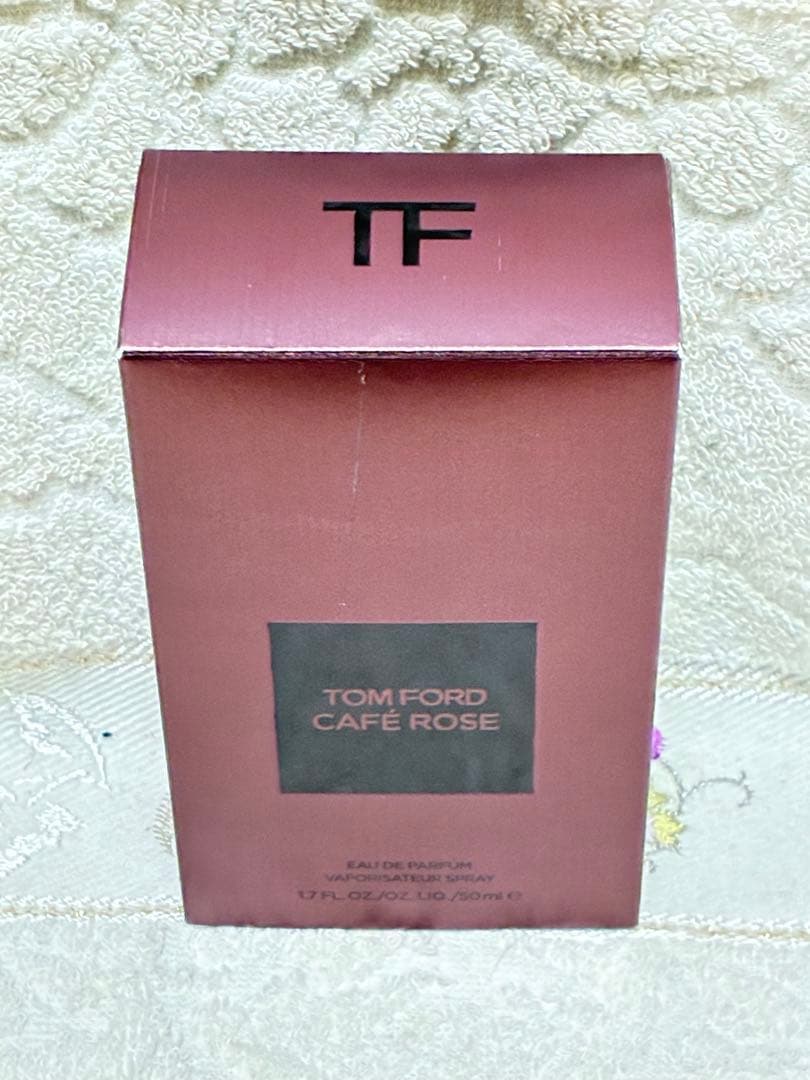 TF
TOM FORD
CAFÉ ROSE
EAU DE PARFUM
VAPORISATEUR SPRAY
1.7 FL. OZ./OZ. LIQ./50 ml ℮